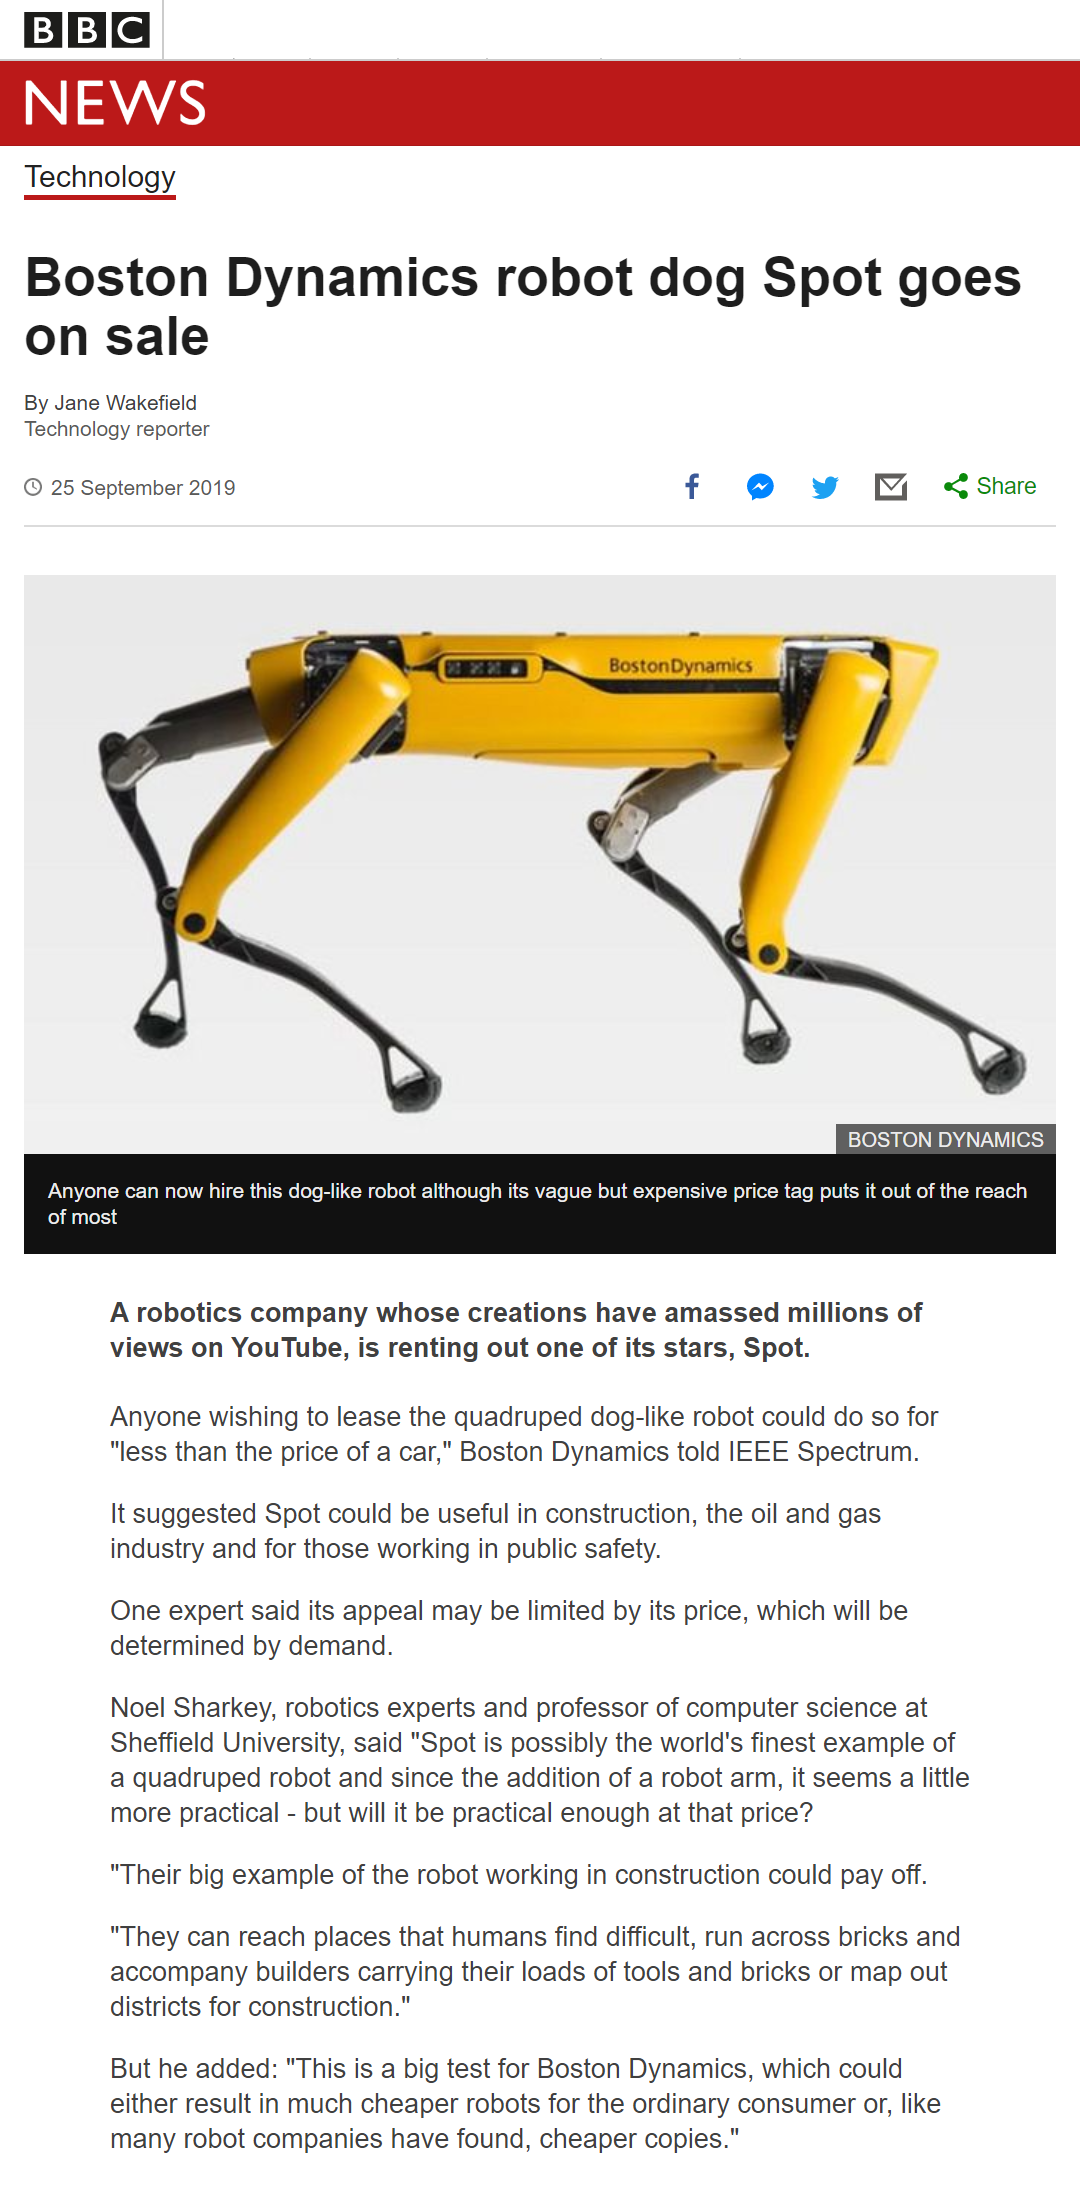 BBC
NEWS
Technology
Boston Dynamics robot dog Spot goes
on sale
By Jane Wakefield
Technology reporter
25 September 2019
Share
BostonDynamics
BOSTON DYNAMICS
Anyone can now hire this dog-like robot although its vague but expensive price tag puts it out of the reach
of most
A robotics company whose creations have amassed millions of
views on YouTube, is renting out one of its stars, Spot.
Anyone wishing to lease the quadruped dog-like robot could do so for
"less than the price of a car," Boston Dynamics told IEEE Spectrum.
It suggested Spot could be useful in construction, the oil and gas
industry and for those working in public safety.
One expert said its appeal may be limited by its price, which will be
determined by demand.
Noel Sharkey, robotics experts and professor of computer science at
Sheffield University, said "Spot is possibly the world's finest example of
a quadruped robot and since the addition of a robot arm, it seems a little
more practical - but will it be practical enough at that price?
"Their big example of the robot working in construction could pay off.
"They can reach places that humans find difficult, run across bricks and
accompany builders carrying their loads of tools and bricks or map out
districts for construction."
But he added: "This is a big test for Boston Dynamics, which could
either result in much cheaper robots for the ordinary consumer or, like
many robot companies have found, cheaper copies."